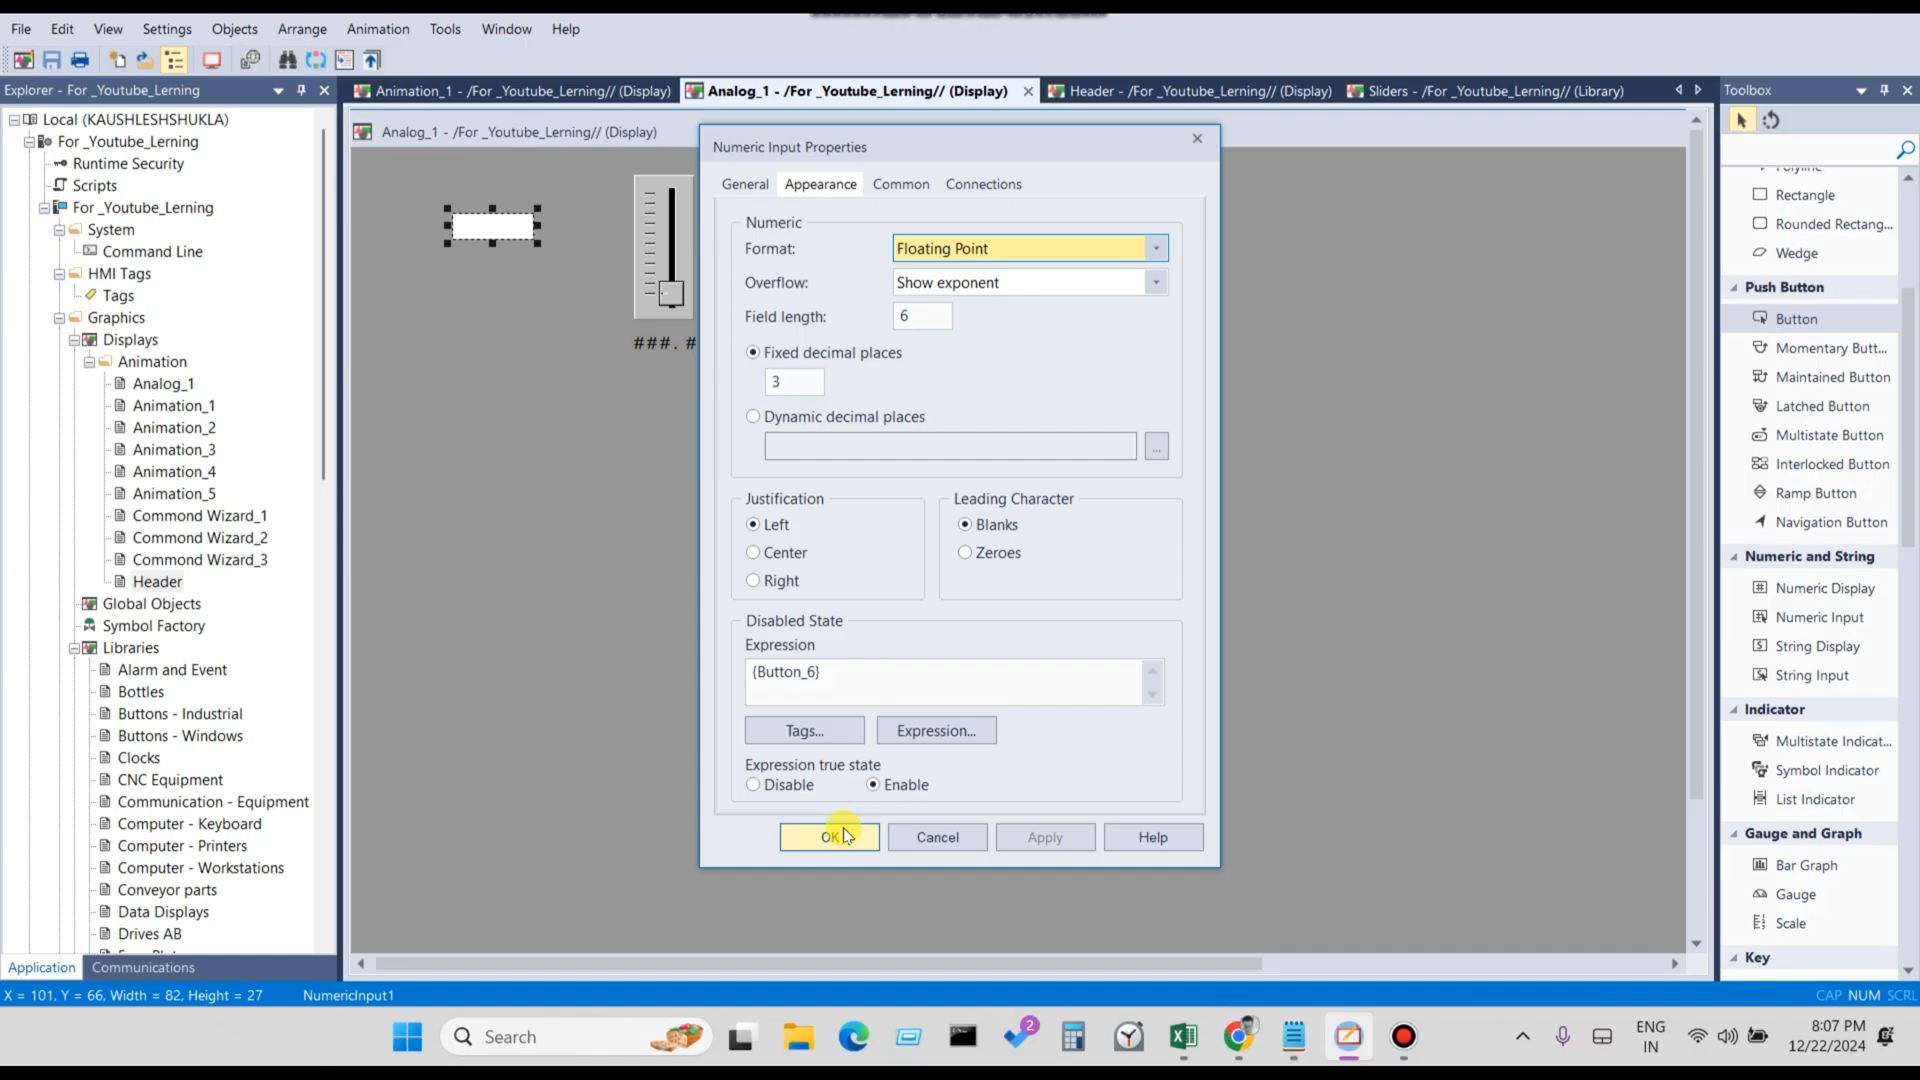 File Edit View Settings Objects Arrange Animation Tools Window Help
Explorer - For _Youtube_Lerning
Animation_1 - /For _Youtube_Lerning// (Display)
Analog_1 - /For _Youtube_Lerning// (Display)
Header - /For _Youtube_Lerning// (Display)
Sliders - /For _Youtube_Lerning// (Library)
Toolbox
Local (KAUSHLESHSHUKLA)
For _Youtube_Lerning
Runtime Security
Scripts
For _Youtube_Lerning
System
Command Line
HMI Tags
Tags
Graphics
Displays
Animation
Analog_1
Animation_1
Animation_2
Animation_3
Animation_4
Animation_5
Commond Wizard_1
Commond Wizard_2
Commond Wizard_3
Header
Global Objects
Symbol Factory
Libraries
Alarm and Event
Bottles
Buttons - Industrial
Buttons - Windows
Clocks
CNC Equipment
Communication - Equipment
Computer - Keyboard
Computer - Printers
Computer - Workstations
Conveyor parts
Data Displays
Drives AB
Application Communications
Analog_1 - /For _Youtube_Lerning// (Display)
###.#
Numeric Input Properties
General Appearance Common Connections
Numeric
Format: Floating Point
Overflow: Show exponent
Field length: 6
Fixed decimal places
3
Dynamic decimal places
...
Justification
Left
Center
Right
Leading Character
Blanks
Zeroes
Disabled State
Expression
{Button_6}
Tags... Expression...
Expression true state
Disable Enable
OK Cancel Apply Help
Polyline
Rectangle
Rounded Rectang...
Wedge
Push Button
Button
Momentary Butt...
Maintained Button
Latched Button
Multistate Button
Interlocked Button
Ramp Button
Navigation Button
Numeric and String
Numeric Display
Numeric Input
String Display
String Input
Indicator
Multistate Indicat...
Symbol Indicator
List Indicator
Gauge and Graph
Bar Graph
Gauge
Scale
Key
X = 101, Y = 66, Width = 82, Height = 27 NumericInput1
CAP NUM SCRL
Search
2
ENG
IN
8:07 PM
12/22/2024